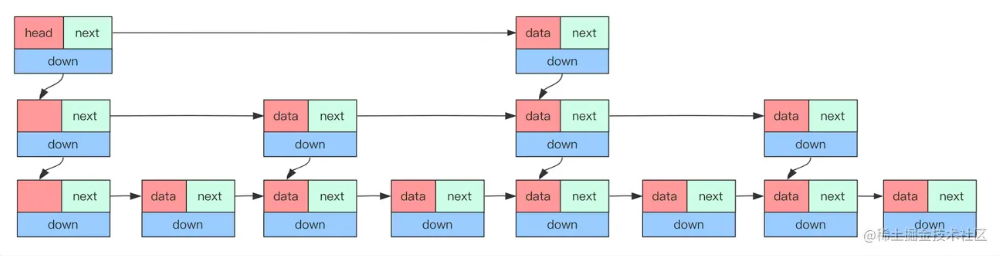 head next data next
down down
next data next data next data next
down down down down
next data next data next data next data next data next data next data next
down down down down down down down down
@稀土掘金技术社区